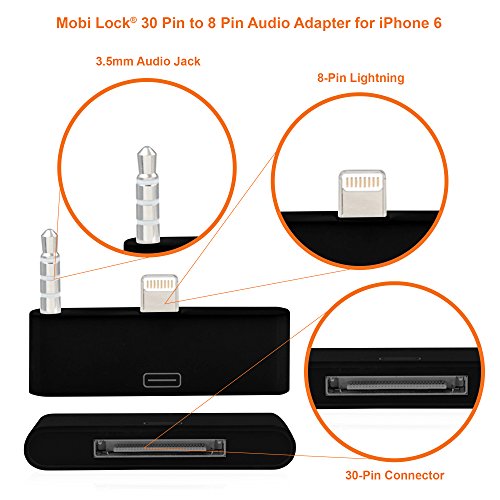 Mobi Lock® 30 Pin to 8 Pin Audio Adapter for iPhone 6
3.5mm Audio Jack
8-Pin Lightning
30-Pin Connector